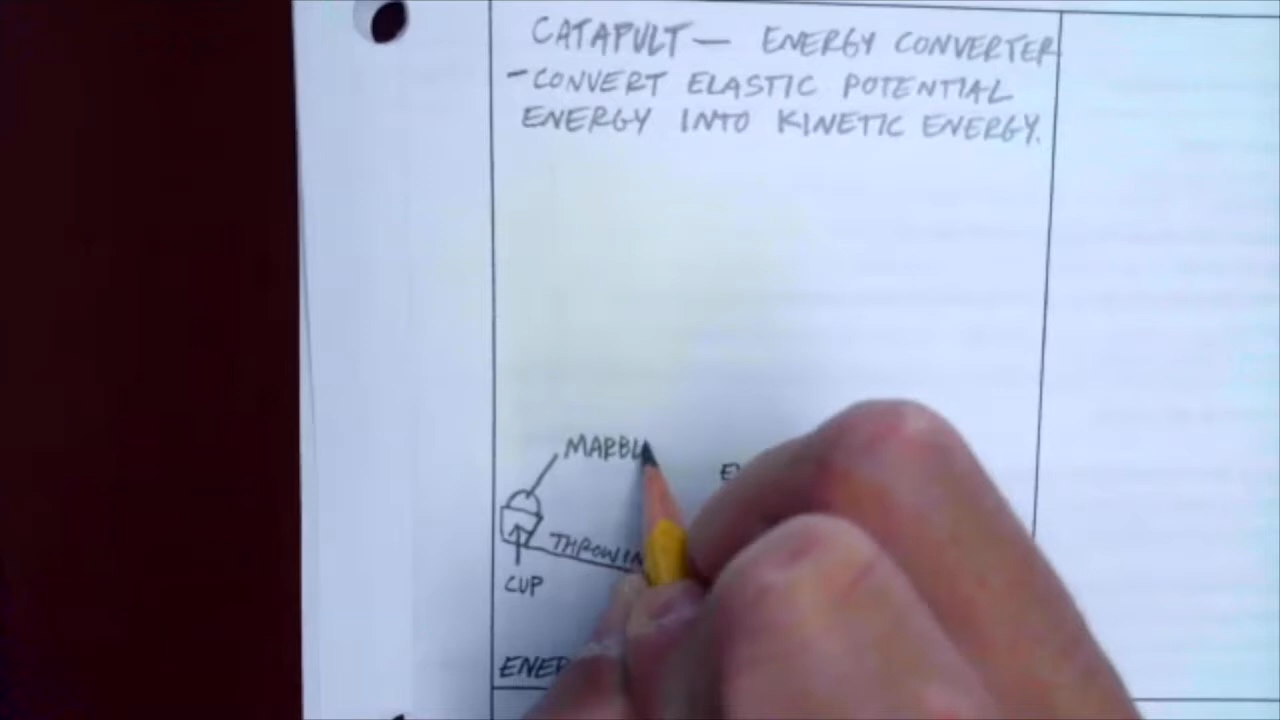 CATAPULT — ENERGY CONVERTER
- CONVERT ELASTIC POTENTIAL
ENERGY INTO KINETIC ENERGY.
CUP